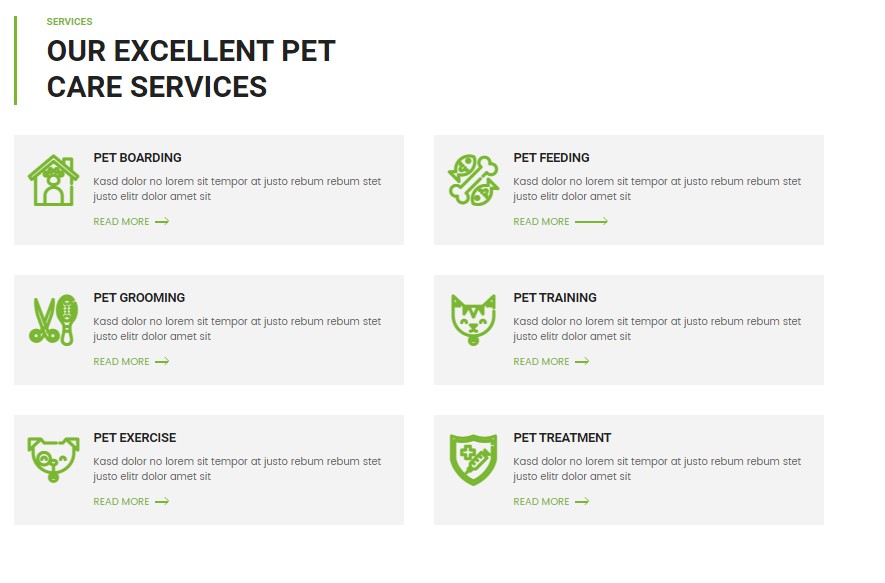 SERVICES
OUR EXCELLENT PET
CARE SERVICES
PET BOARDING
Kasd dolor no lorem sit tempor at justo rebum rebum stet
justo elitr dolor amet sit
READ MORE
PET FEEDING
Kasd dolor no lorem sit tempor at justo rebum rebum stet
justo elitr dolor amet sit
READ MORE
PET GROOMING
Kasd dolor no lorem sit tempor at justo rebum rebum stet
justo elitr dolor amet sit
READ MORE
PET TRAINING
Kasd dolor no lorem sit tempor at justo rebum rebum stet
justo elitr dolor amet sit
READ MORE
PET EXERCISE
Kasd dolor no lorem sit tempor at justo rebum rebum stet
justo elitr dolor amet sit
READ MORE
PET TREATMENT
Kasd dolor no lorem sit tempor at justo rebum rebum stet
justo elitr dolor amet sit
READ MORE